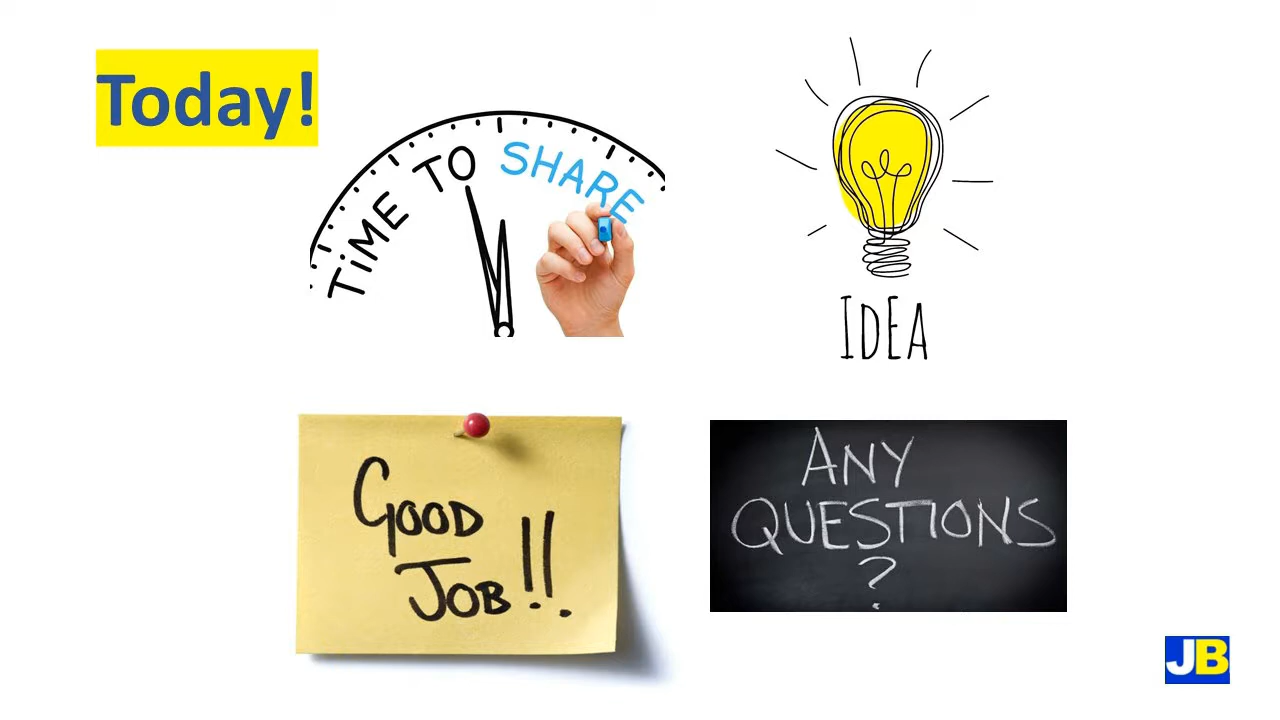 Today!
TiME TO SHARE
IDEA
GOOD
JOB!!
ANY
QUESTIONS
?
JB